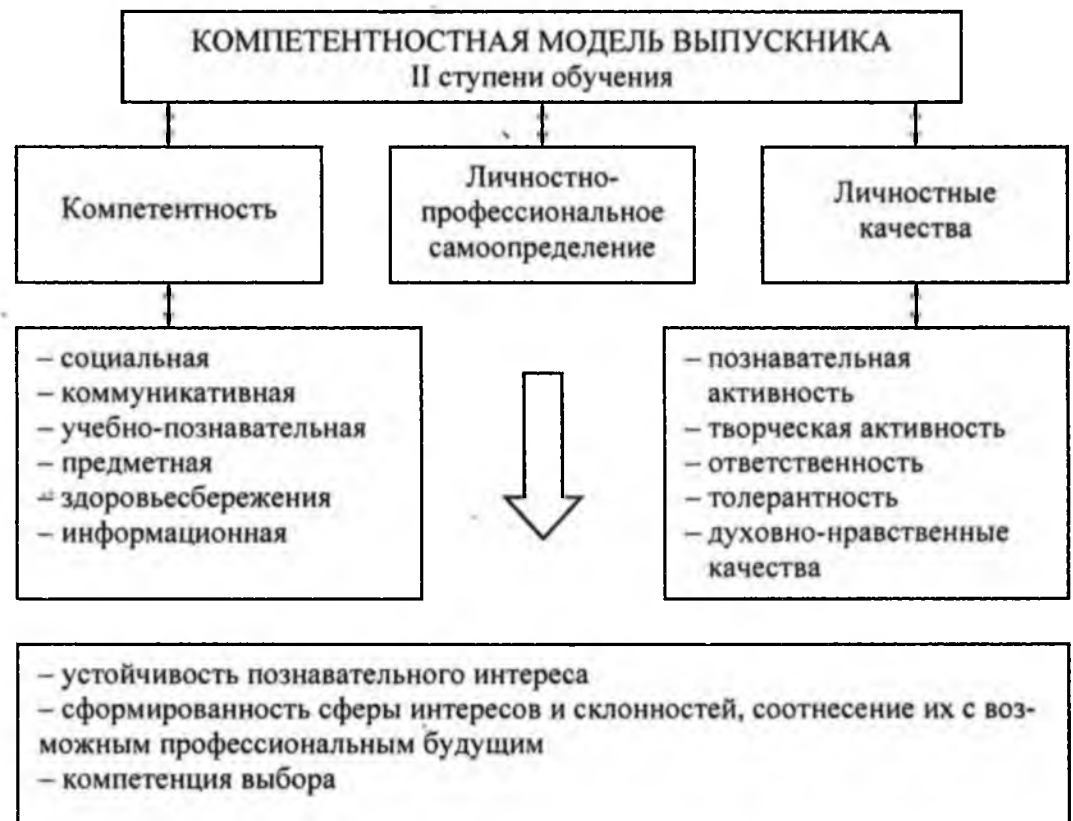 КОМПЕТЕНТНОСТНАЯ МОДЕЛЬ ВЫПУСКНИКА
II ступени обучения
Компетентность
Личностно-
профессиональное
самоопределение
Личностные
качества
– социальная
– коммуникативная
– учебно-познавательная
– предметная
– здоровьесбережения
– информационная
– познавательная
активность
– творческая активность
– ответственность
– толерантность
– духовно-нравственные
качества
– устойчивость познавательного интереса
– сформированность сферы интересов и склонностей, соотнесение их с воз-
можным профессиональным будущим
– компетенция выбора